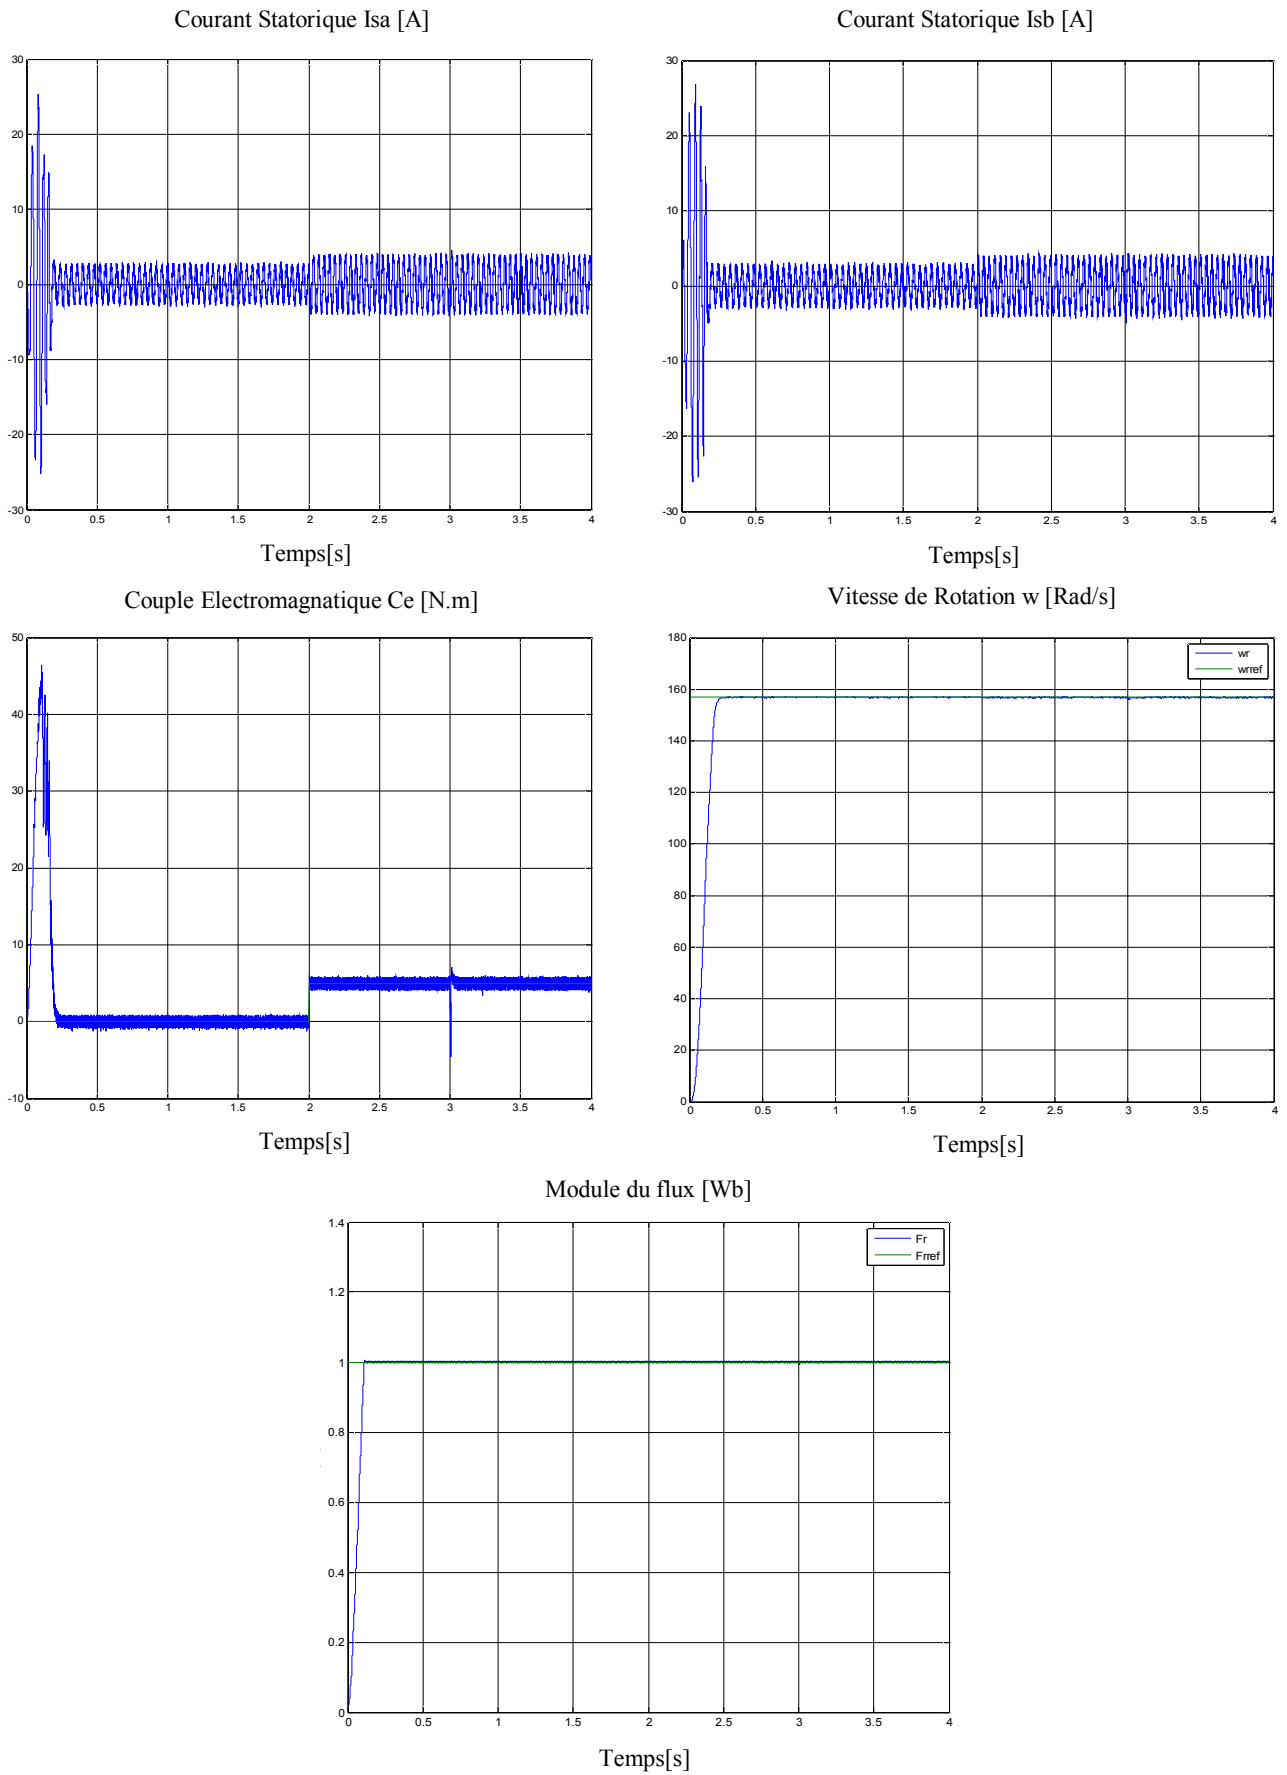 Courant Statorique Isa [A]
Courant Statorique Isb [A]
30
20
10
0
-10
-20
-30
0 0.5 1 1.5 2 2.5 3 3.5 4
Temps[s]
30
20
10
0
-10
-20
-30
0 0.5 1 1.5 2 2.5 3 3.5 4
Temps[s]
Couple Electromagnatique Ce [N.m]
Vitesse de Rotation w [Rad/s]
50
40
30
20
10
0
-10
0 0.5 1 1.5 2 2.5 3 3.5 4
Temps[s]
180
160
140
120
100
80
60
40
20
0
wr
wrref
0 0.5 1 1.5 2 2.5 3 3.5 4
Temps[s]
Module du flux [Wb]
1.4
1.2
1
0.8
0.6
0.4
0.2
0
Fr
Frref
0 0.5 1 1.5 2 2.5 3 3.5 4
Temps[s]